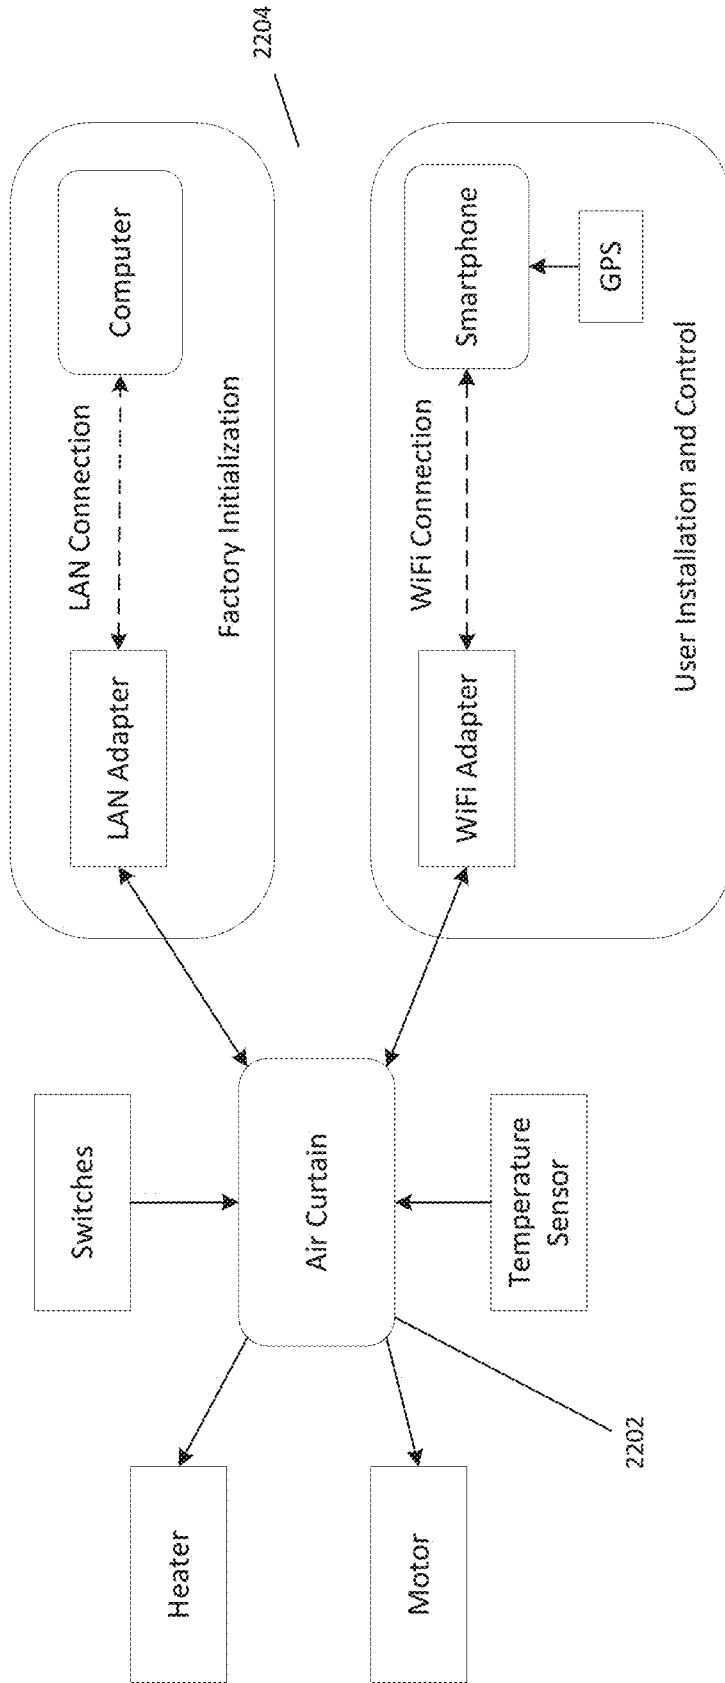 2204
LAN Adapter
LAN Connection
Computer
Factory Initialization
Switches
Heater
Air Curtain
Motor
Temperature
Sensor
2202
WiFi Adapter
WiFi Connection
Smartphone
GPS
User Installation and Control